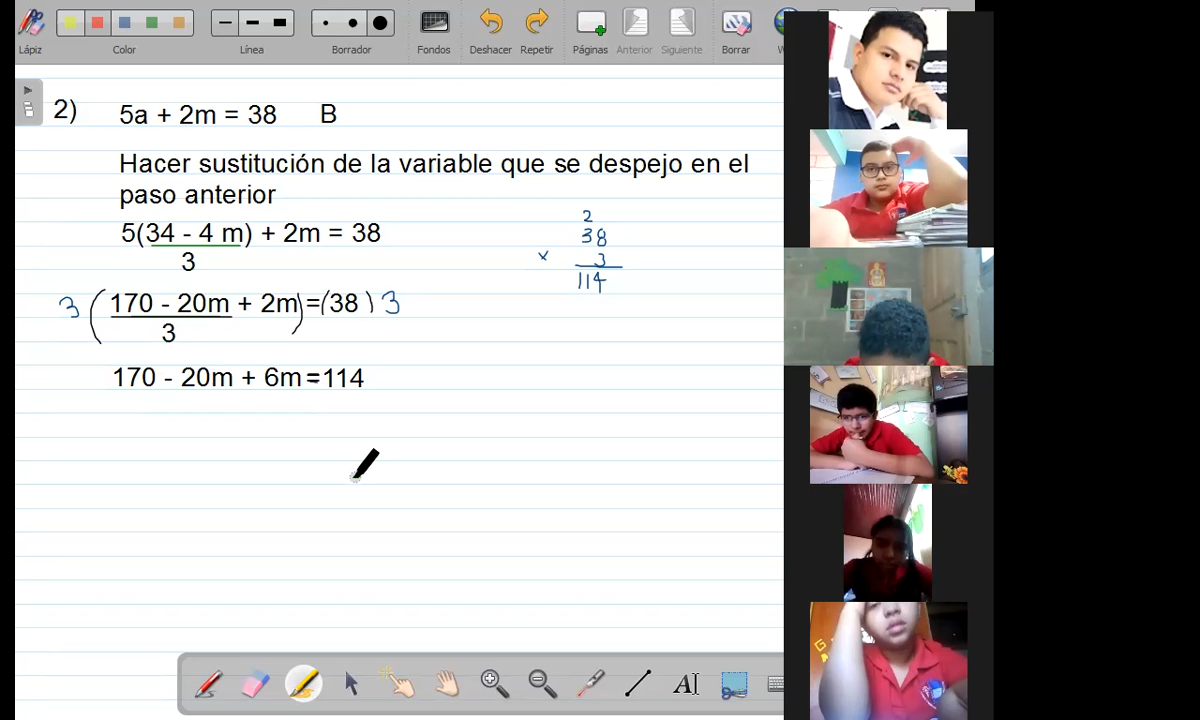 Lápiz
Color
Línea
Borrador
Fondos
Deshacer
Repetir
Páginas
Anterior
Siguiente
Borrar
2) 5a + 2m = 38 B
Hacer sustitución de la variable que se despejo en el
paso anterior
5(34 - 4 m) + 2m = 38
3
2
38
x 3
114
3 ( 170 - 20m + 2m ) = ( 38 ) 3
3
170 - 20m + 6m = 114
A